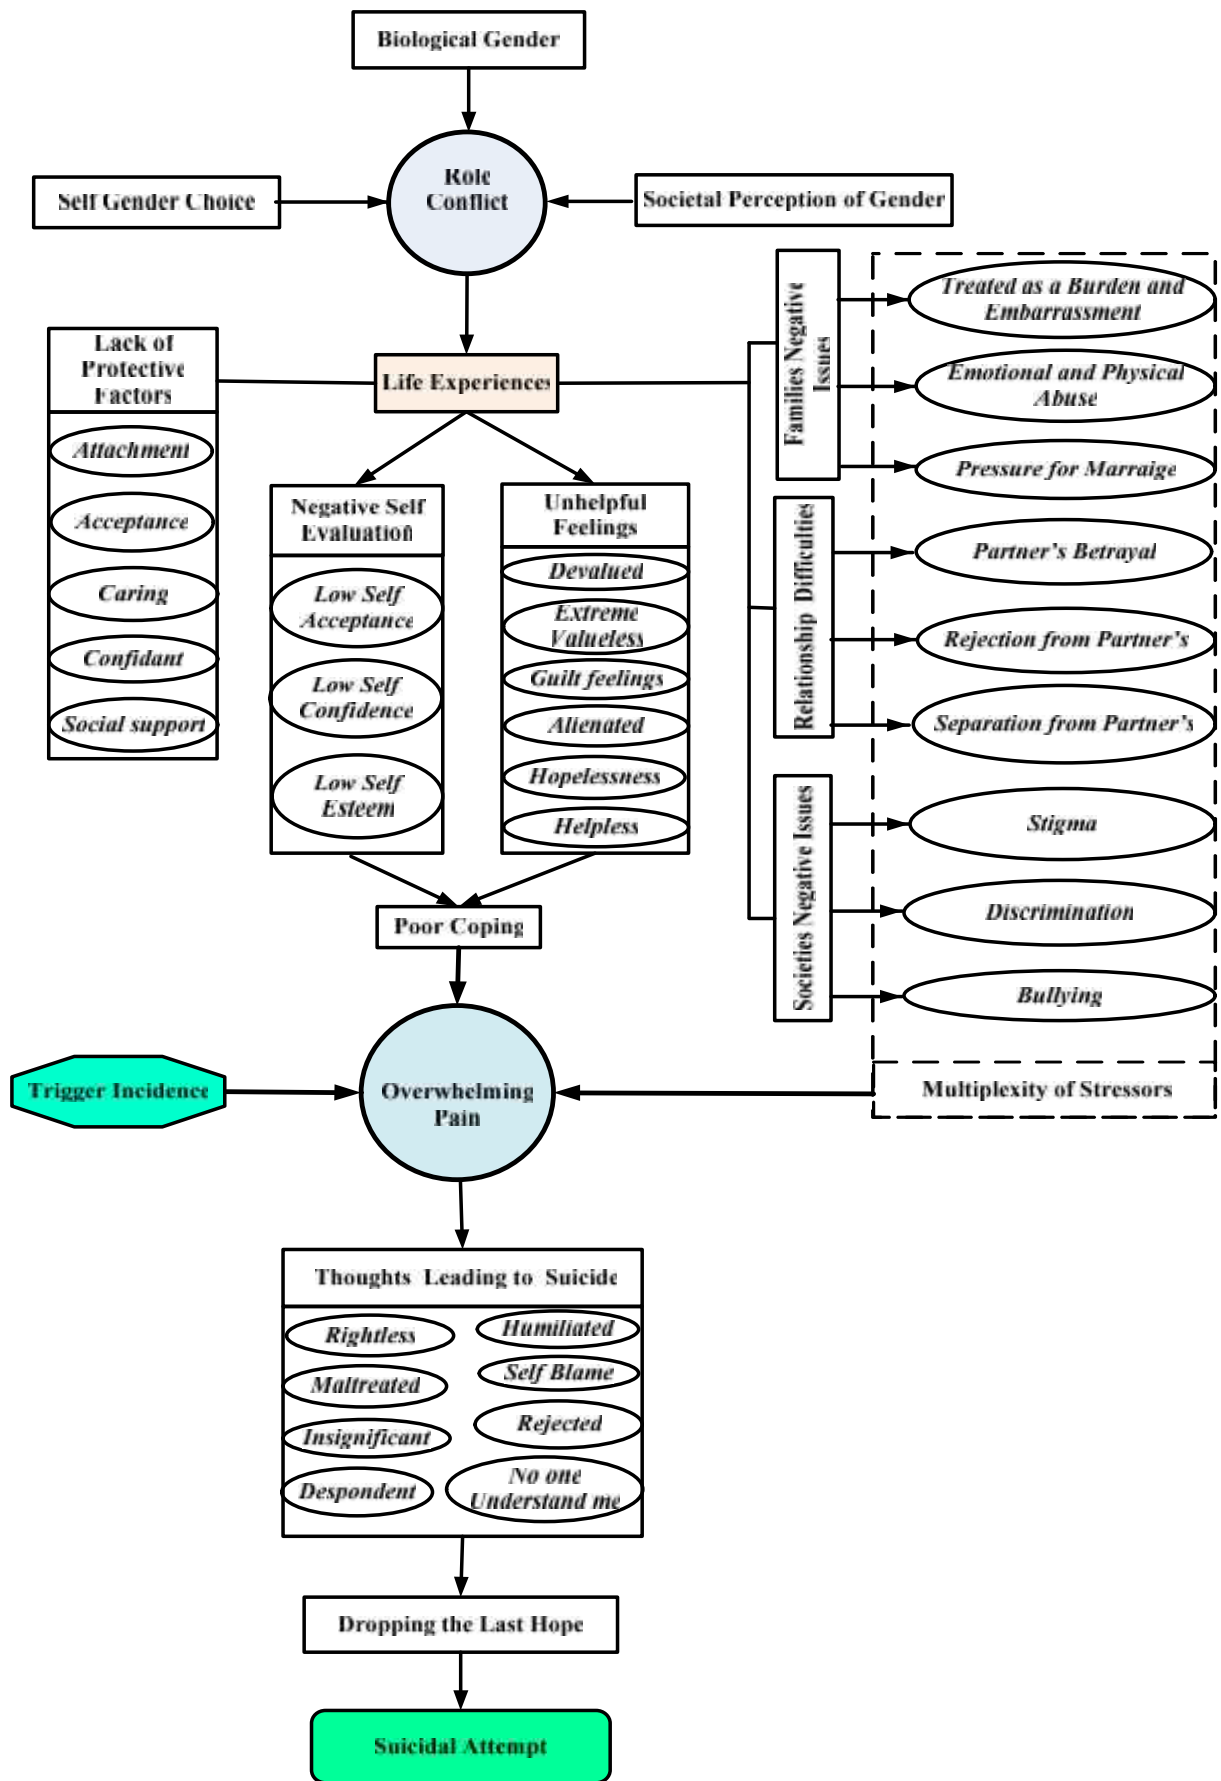 Biological Gender
Role
Conflict
Self Gender Choice
Societal Perception of Gender
Lack of
Protective
Factors
Attachment
Acceptance
Caring
Confidant
Social support
Life Experiences
Negative Self
Evaluation
Low Self
Acceptance
Low Self
Confidence
Low Self
Esteem
Unhelpful
Feelings
Devalued
Extreme
Valueless
Guilt feelings
Alienated
Hopelessness
Helpless
Families Negative
Issues
Treated as a Burden and
Embarrassment
Emotional and Physical
Abuse
Pressure for Marraige
Relationship Difficulties
Partner's Betrayal
Rejection from Partner's
Separation from Partner's
Societies Negative Issues
Stigma
Discrimination
Bullying
Multiplexity of Stressors
Poor Coping
Trigger Incidence
Overwhelming
Pain
Thoughts Leading to Suicide
Rightless
Humiliated
Maltreated
Self Blame
Insignificant
Rejected
Despondent
No one
Understand me
Dropping the Last Hope
Suicidal Attempt